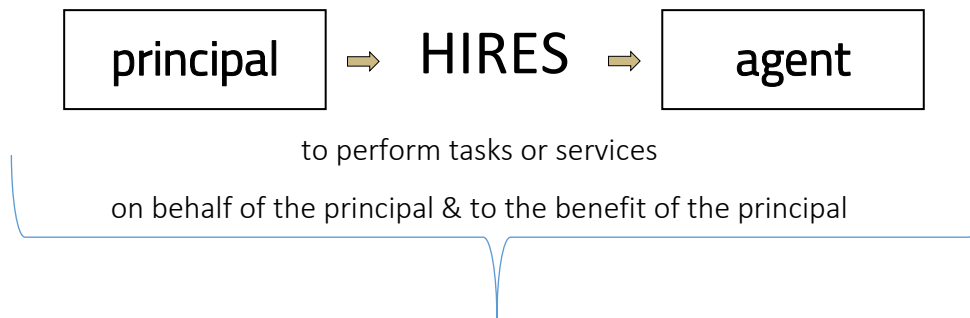 principal HIRES agent
to perform tasks or services
on behalf of the principal & to the benefit of the principal